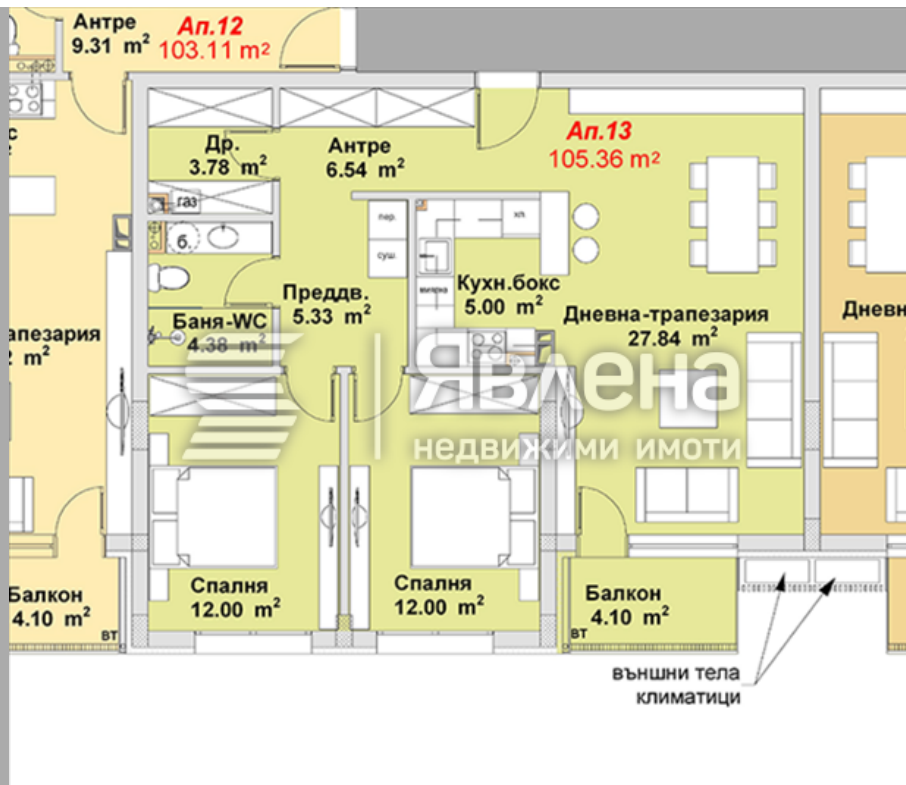 Антре
9.31 m²
Ап.12
103.11 m²
Др.
3.78 m²
Антре
6.54 m²
Ап.13
105.36 m²
газ
б.
пер.
суш.
хл.
миялна
Кухн.бокс
5.00 m²
Преддв.
5.33 m²
Баня-WC
4.38 m²
Дневна-трапезария
27.84 m²
Дневн
апезария
m²
Явлена
недвижими имоти
Спалня
12.00 m²
Спалня
12.00 m²
Балкон
4.10 m²
вт
Балкон
4.10 m²
вт
външни тела
климатици